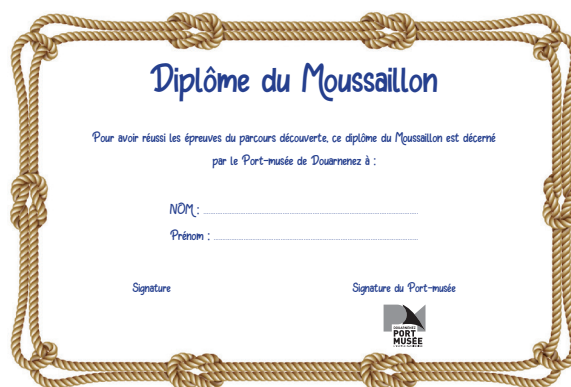 Diplôme du Moussaillon
Pour avoir réussi les épreuves du parcours découverte, ce diplôme du Moussaillon est décerné
par le Port-musée de Douarnenez à :
NOM :
Prénom :
Signature
Signature du Port-musée
DOUARNENEZ
PORT
MUSÉE